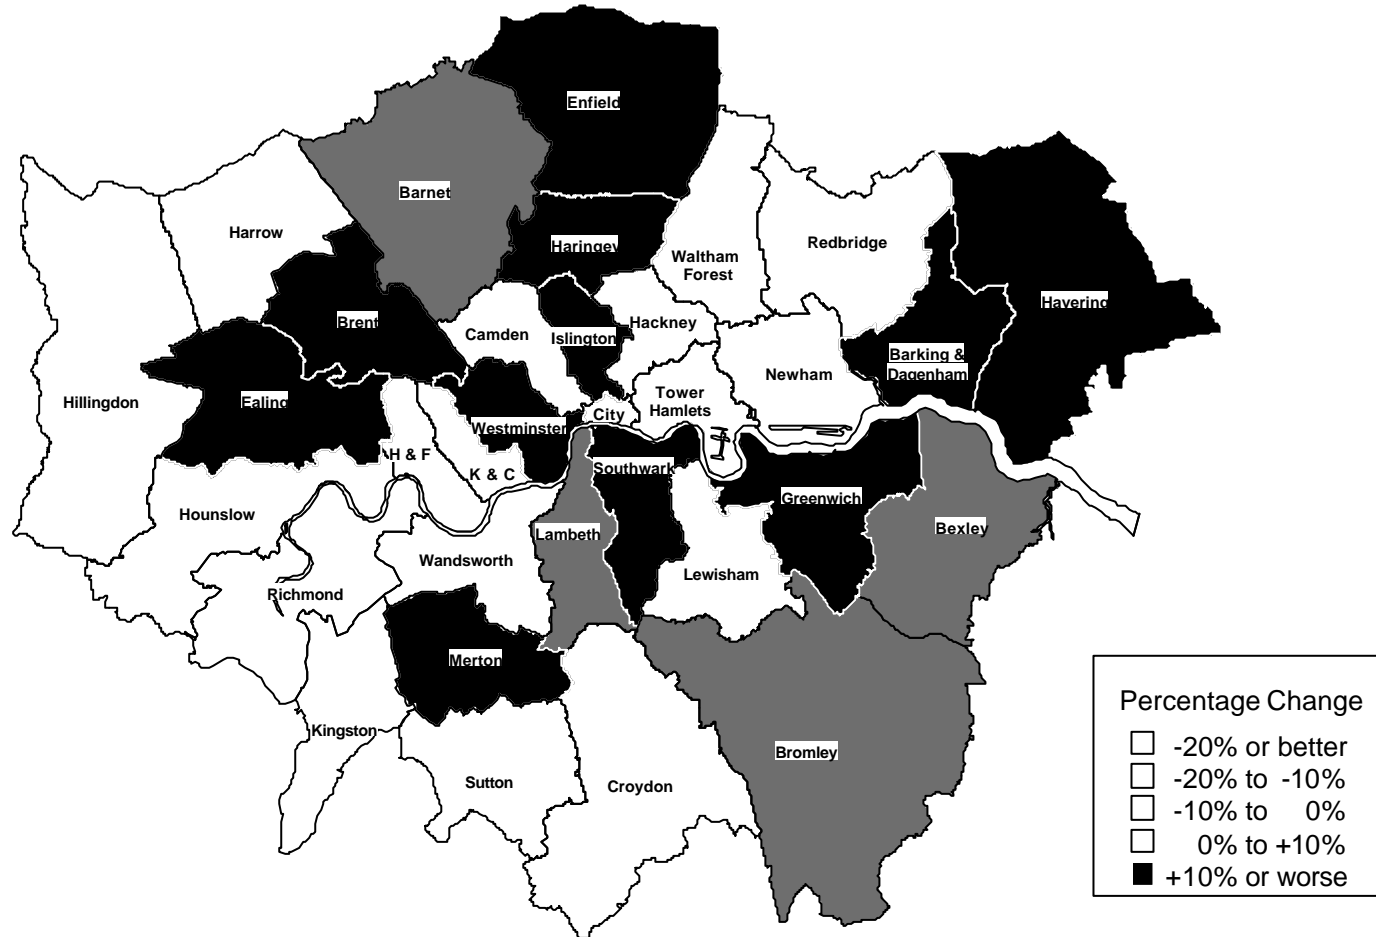 Enfield
Barnet
Harrow
Haringey
Redbridge
Waltham
Forest
Havering
Brent
Camden
Islington
Hackney
Barking &
Dagenham
Hillingdon
Ealing
Newham
Tower
Hamlets
City
Westminster
H & F
K & C
Southwark
Greenwich
Hounslow
Bexley
Lambeth
Wandsworth
Lewisham
Richmond
Merton
Kingston
Bromley
Sutton
Croydon
Percentage Change
-20% or better
-20% to -10%
-10% to 0%
0% to +10%
+10% or worse